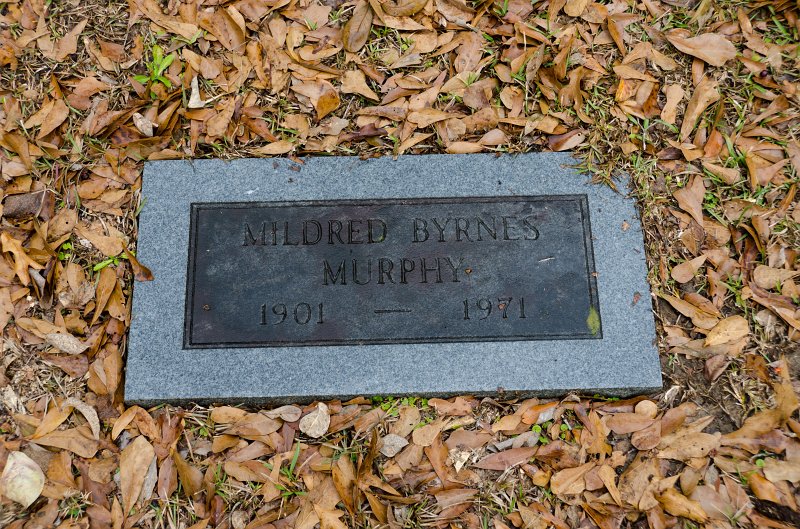 MILDRED BYRNES
MURPHY
1901 — 1971